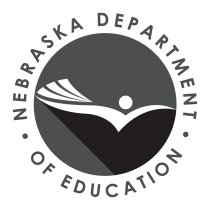 • NEBRASKA DEPARTMENT •
OF EDUCATION